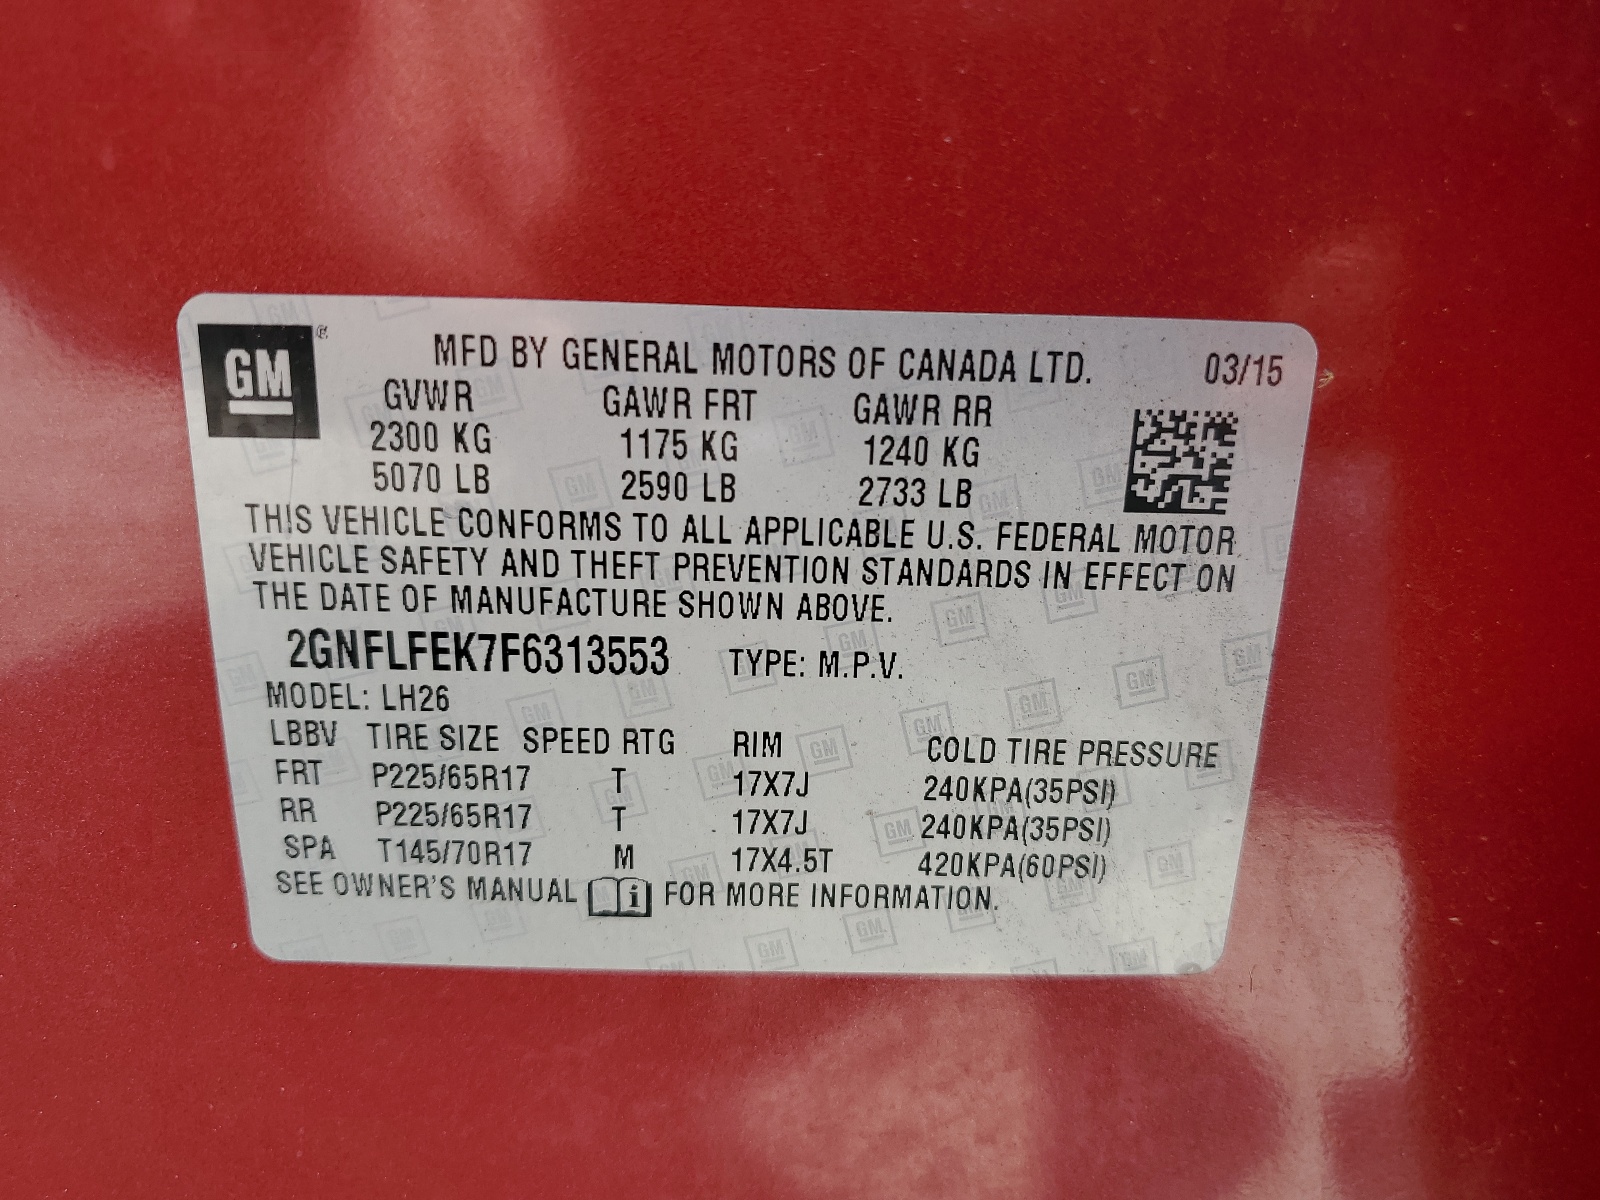 GM ®
MFD BY GENERAL MOTORS OF CANADA LTD. 03/15
GVWR GAWR FRT GAWR RR
2300 KG 1175 KG 1240 KG
5070 LB 2590 LB 2733 LB
THIS VEHICLE CONFORMS TO ALL APPLICABLE U.S. FEDERAL MOTOR
VEHICLE SAFETY AND THEFT PREVENTION STANDARDS IN EFFECT ON
THE DATE OF MANUFACTURE SHOWN ABOVE.
2GNFLFEK7F6313553 TYPE: M.P.V.
MODEL: LH26
LBBV TIRE SIZE SPEED RTG RIM COLD TIRE PRESSURE
FRT P225/65R17 T 17X7J 240KPA(35PSI)
RR P225/65R17 T 17X7J 240KPA(35PSI)
SPA T145/70R17 M 17X4.5T 420KPA(60PSI)
SEE OWNER'S MANUAL i FOR MORE INFORMATION.